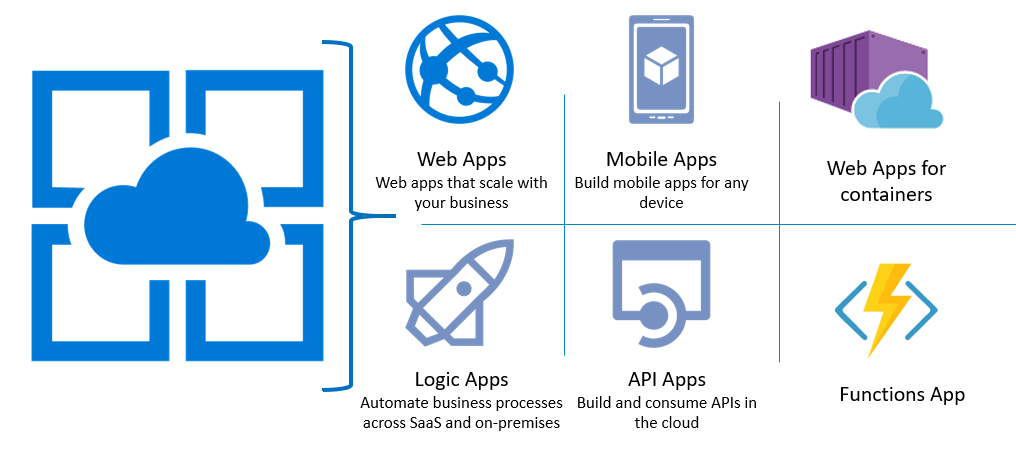 Web Apps
Web apps that scale with
your business
Mobile Apps
Build mobile apps for any
device
Web Apps for
containers
Logic Apps
Automate business processes
across SaaS and on-premises
API Apps
Build and consume APIs in
the cloud
Functions App